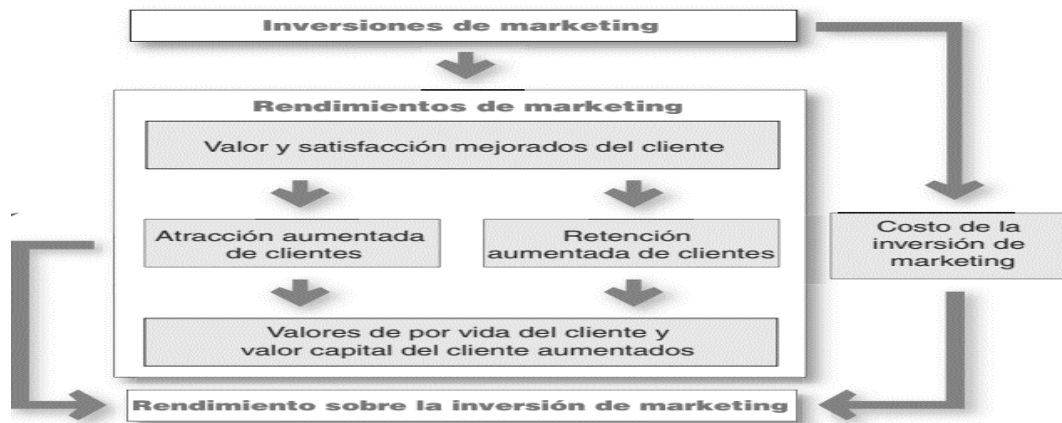 Inversiones de marketing
Rendimientos de marketing
Valor y satisfacción mejorados del cliente
Atracción aumentada
de clientes
Retención
aumentada de clientes
Costo de la
inversión de
marketing
Valores de por vida del cliente y
valor capital del cliente aumentados
Rendimiento sobre la inversión de marketing